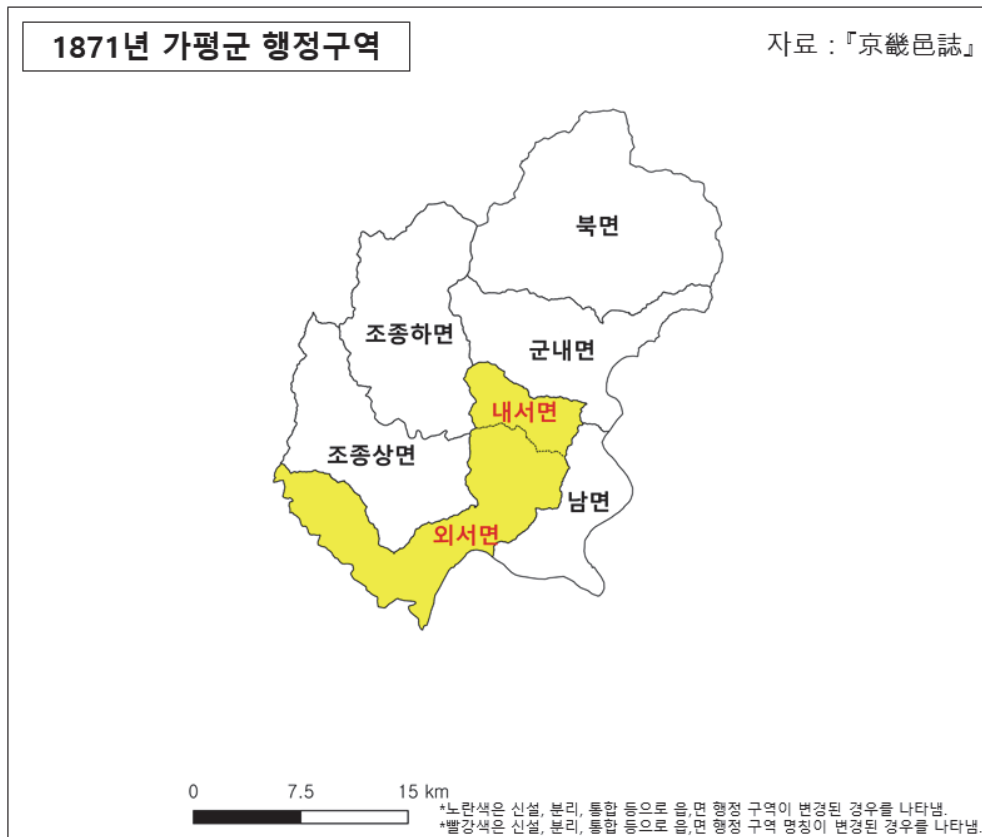 1871년 가평군 행정구역
자료 : 『京畿邑誌』
북면
조종하면
군내면
내서면
조종상면
남면
외서면
0 7.5 15 km
*노란색은 신설, 분리, 통합 등으로 읍,면 행정 구역이 변경된 경우를 나타냄.
*빨강색은 신설, 분리, 통합 등으로 읍,면 행정 구역 명칭이 변경된 경우를 나타냄.